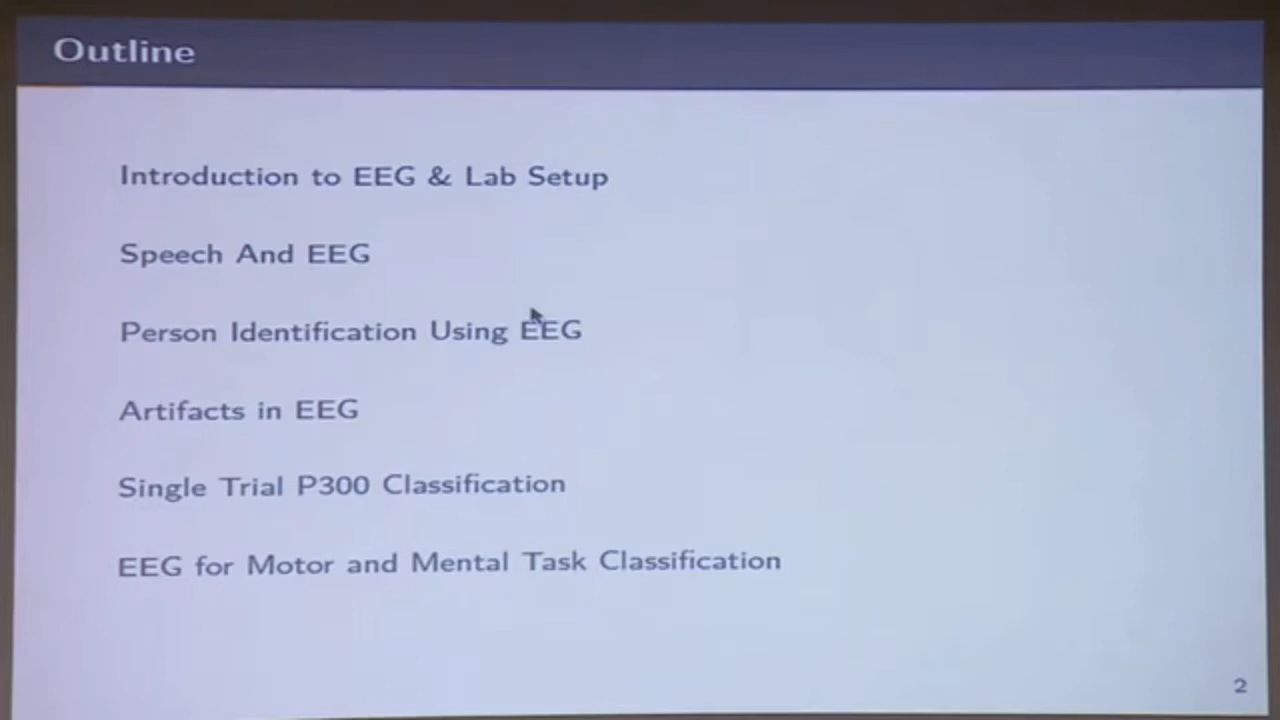 Outline
Introduction to EEG & Lab Setup
Speech And EEG
Person Identification Using EEG
Artifacts in EEG
Single Trial P300 Classification
EEG for Motor and Mental Task Classification
2